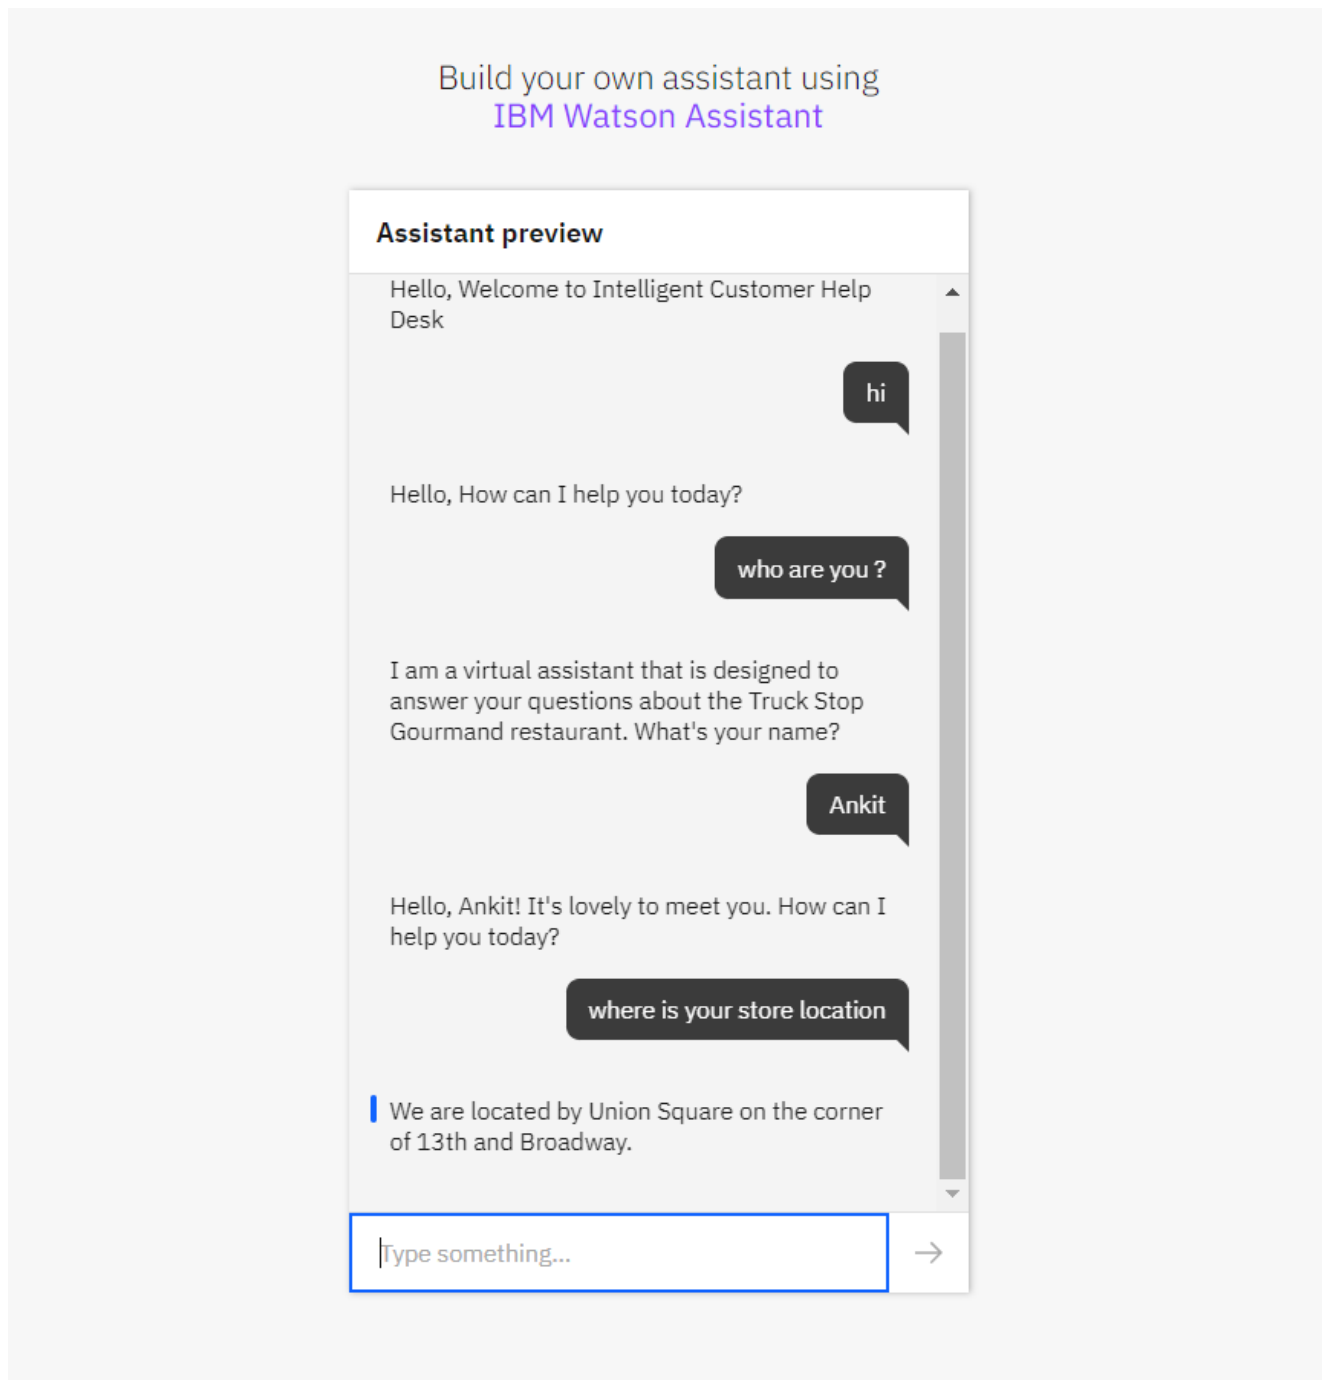 Build your own assistant using
IBM Watson Assistant
Assistant preview
Hello, Welcome to Intelligent Customer Help
Desk
hi
Hello, How can I help you today?
who are you ?
I am a virtual assistant that is designed to
answer your questions about the Truck Stop
Gourmand restaurant. What's your name?
Ankit
Hello, Ankit! It's lovely to meet you. How can I
help you today?
where is your store location
We are located by Union Square on the corner
of 13th and Broadway.
Type something...